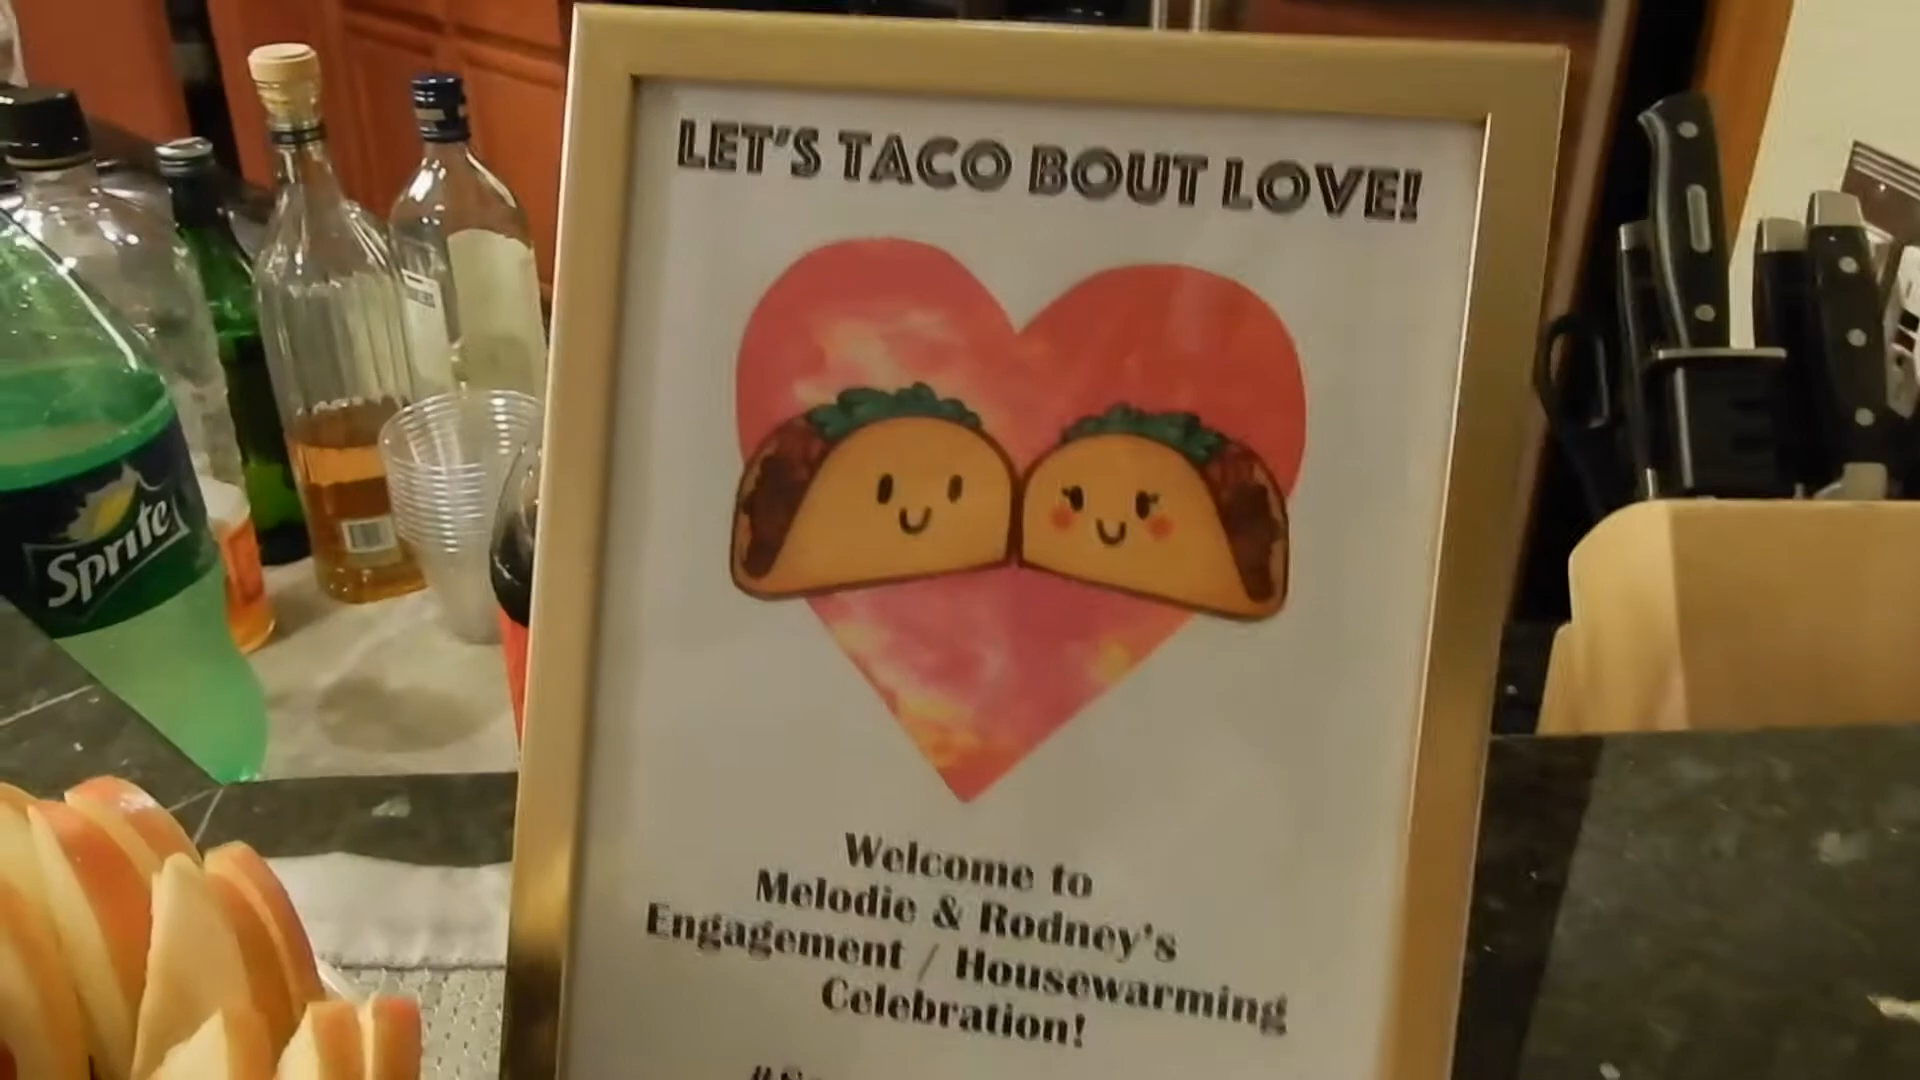 LET'S TACO BOUT LOVE!
Welcome to
Melodie & Rodney's
Engagement / Housewarming
Celebration!
Sprite